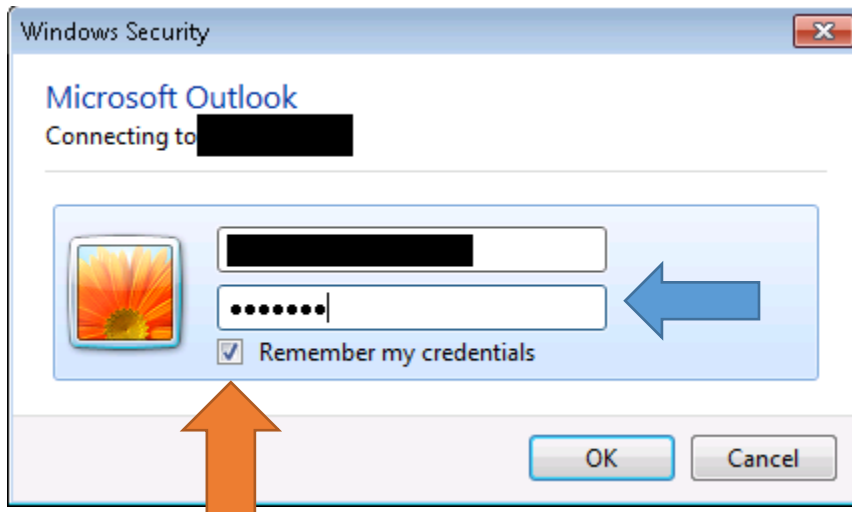 Windows Security
Microsoft Outlook
Connecting to
•••••••
Remember my credentials
OK
Cancel